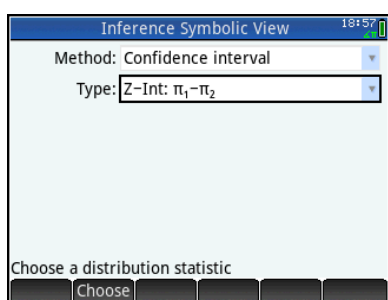 Inference Symbolic View 18:57
Method: Confidence interval
Type: Z-Int: π₁-π₂
Choose a distribution statistic
Choose